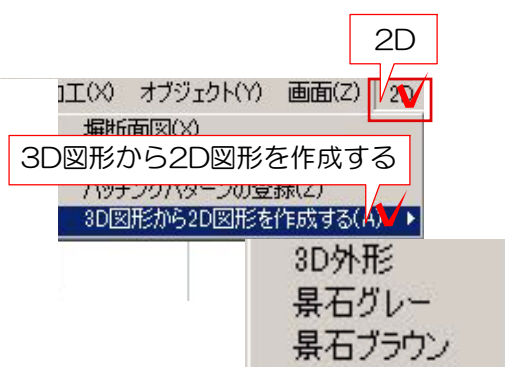 2D
工(X) オブジェクト(Y) 画面(Z) 2D
掘断面図(X)
3D図形から2D図形を作成する
ハッチングパターンの登録(Z)
3D図形から2D図形を作成する(A)
3D外形
景石グレー
景石ブラウン